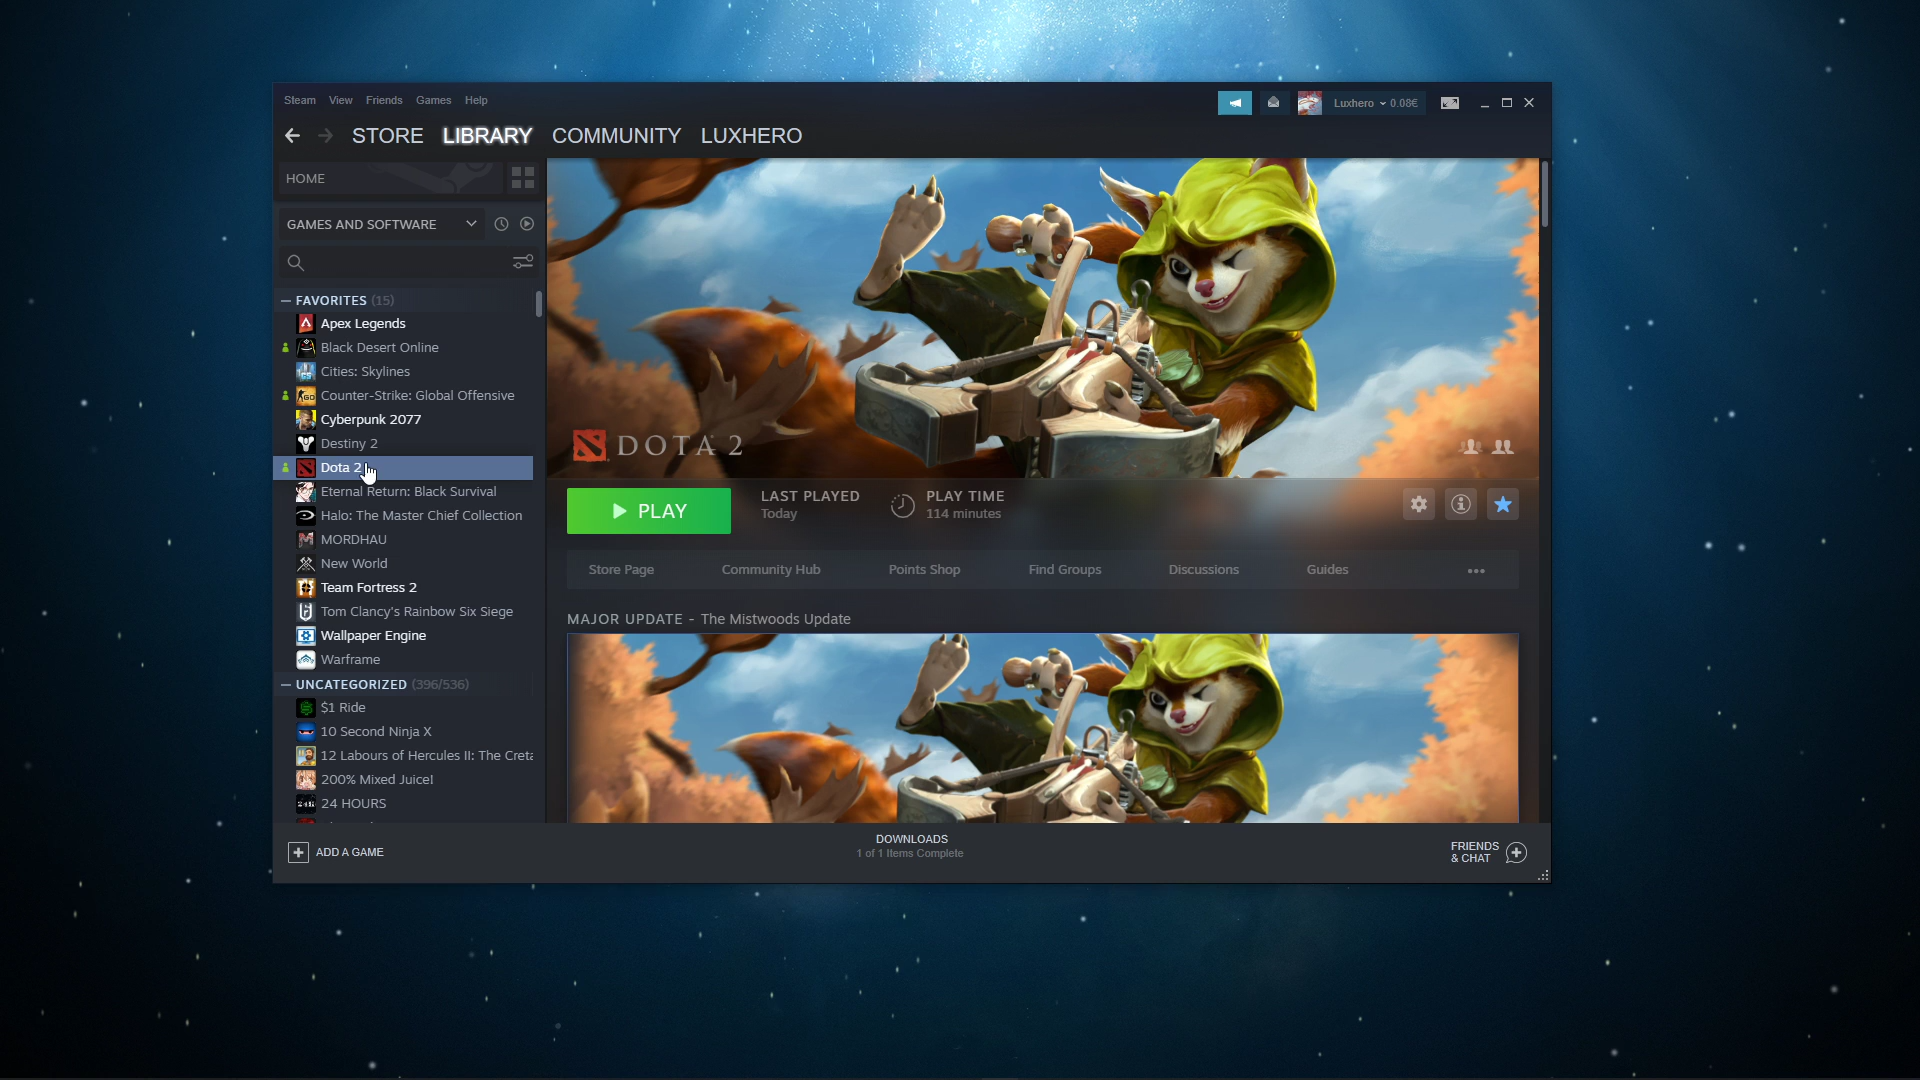 Steam View Friends Games Help
Luxhero 0.08€
STORE LIBRARY COMMUNITY LUXHERO
HOME
GAMES AND SOFTWARE
FAVORITES (15)
Apex Legends
Black Desert Online
Cities: Skylines
Counter-Strike: Global Offensive
Cyberpunk 2077
Destiny 2
Dota 2
Eternal Return: Black Survival
Halo: The Master Chief Collection
MORDHAU
New World
Team Fortress 2
Tom Clancy's Rainbow Six Siege
Wallpaper Engine
Warframe
UNCATEGORIZED (396/536)
$1 Ride
10 Second Ninja X
12 Labours of Hercules II: The Creta
200% Mixed Juice!
24 HOURS
DOTA 2
PLAY
LAST PLAYED
Today
PLAY TIME
114 minutes
Store Page Community Hub Points Shop Find Groups Discussions Guides
MAJOR UPDATE - The Mistwoods Update
ADD A GAME
DOWNLOADS
1 of 1 Items Complete
FRIENDS
& CHAT